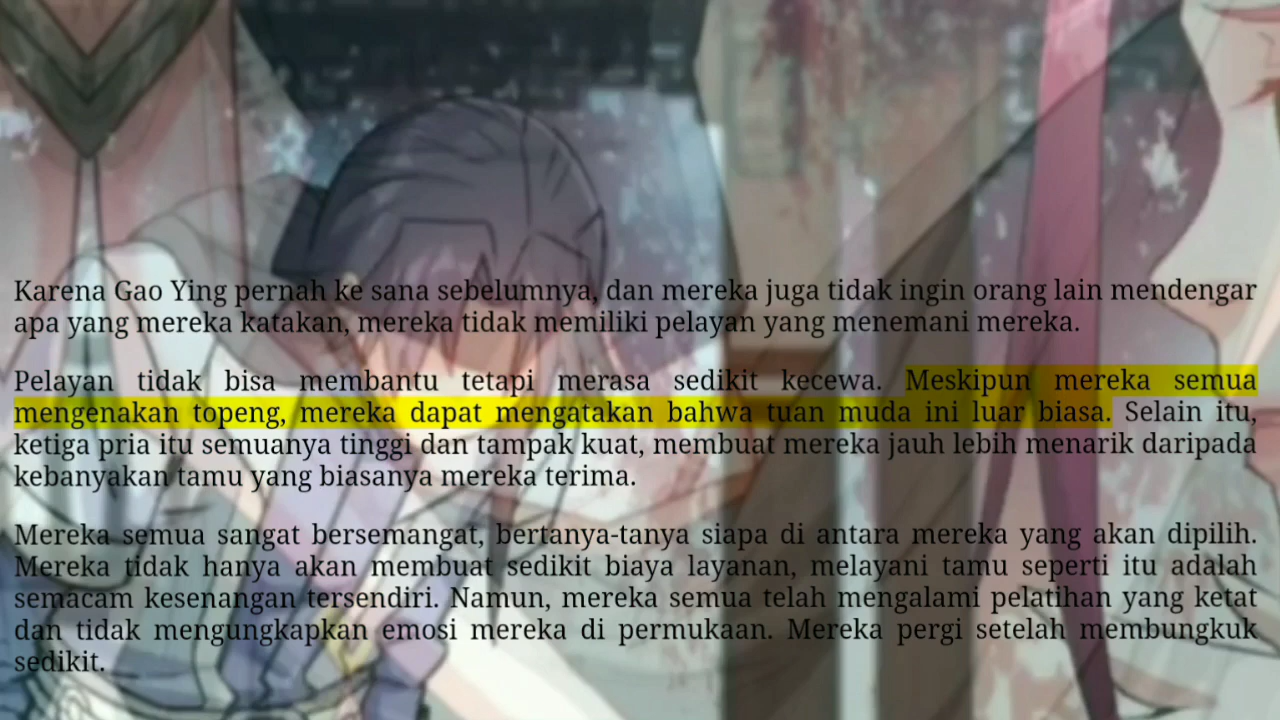 Karena Gao Ying pernah ke sana sebelumnya, dan mereka juga tidak ingin orang lain mendengar
apa yang mereka katakan, mereka tidak memiliki pelayan yang menemani mereka.
Pelayan tidak bisa membantu tetapi merasa sedikit kecewa. Meskipun mereka semua
mengenakan topeng, mereka dapat mengatakan bahwa tuan muda ini luar biasa. Selain itu,
ketiga pria itu semuanya tinggi dan tampak kuat, membuat mereka jauh lebih menarik daripada
kebanyakan tamu yang biasanya mereka terima.
Mereka semua sangat bersemangat, bertanya-tanya siapa di antara mereka yang akan dipilih.
Mereka tidak hanya akan membuat sedikit biaya layanan, melayani tamu seperti itu adalah
semacam kesenangan tersendiri. Namun, mereka semua telah mengalami pelatihan yang ketat
dan tidak mengungkapkan emosi mereka di permukaan. Mereka pergi setelah membungkuk
sedikit.